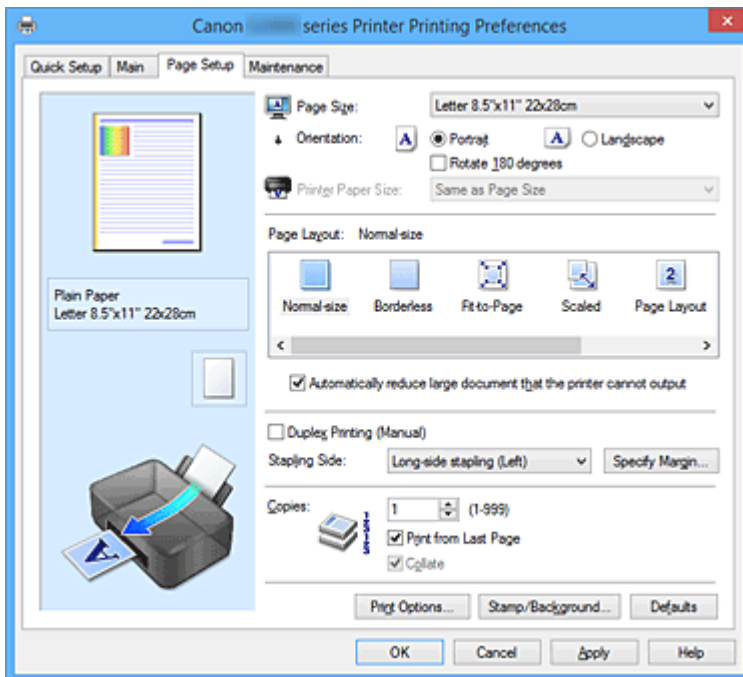 Canon series Printer Printing Preferences
Quick Setup Main Page Setup Maintenance
Page Size: Letter 8.5"x11" 22x28cm
Orientation: A Portrait A Landscape
Rotate 180 degrees
Printer Paper Size: Same as Page Size
Page Layout: Normal-size
Normal-size Borderless Fit-to-Page Scaled Page Layout
Plain Paper
Letter 8.5"x11" 22x28cm
Automatically reduce large document that the printer cannot output
Duplex Printing (Manual)
Stapling Side: Long-side stapling (Left) Specify Margin...
Copies: 1 (1-999)
Print from Last Page
Collate
Print Options... Stamp/Background... Defaults
OK Cancel Apply Help